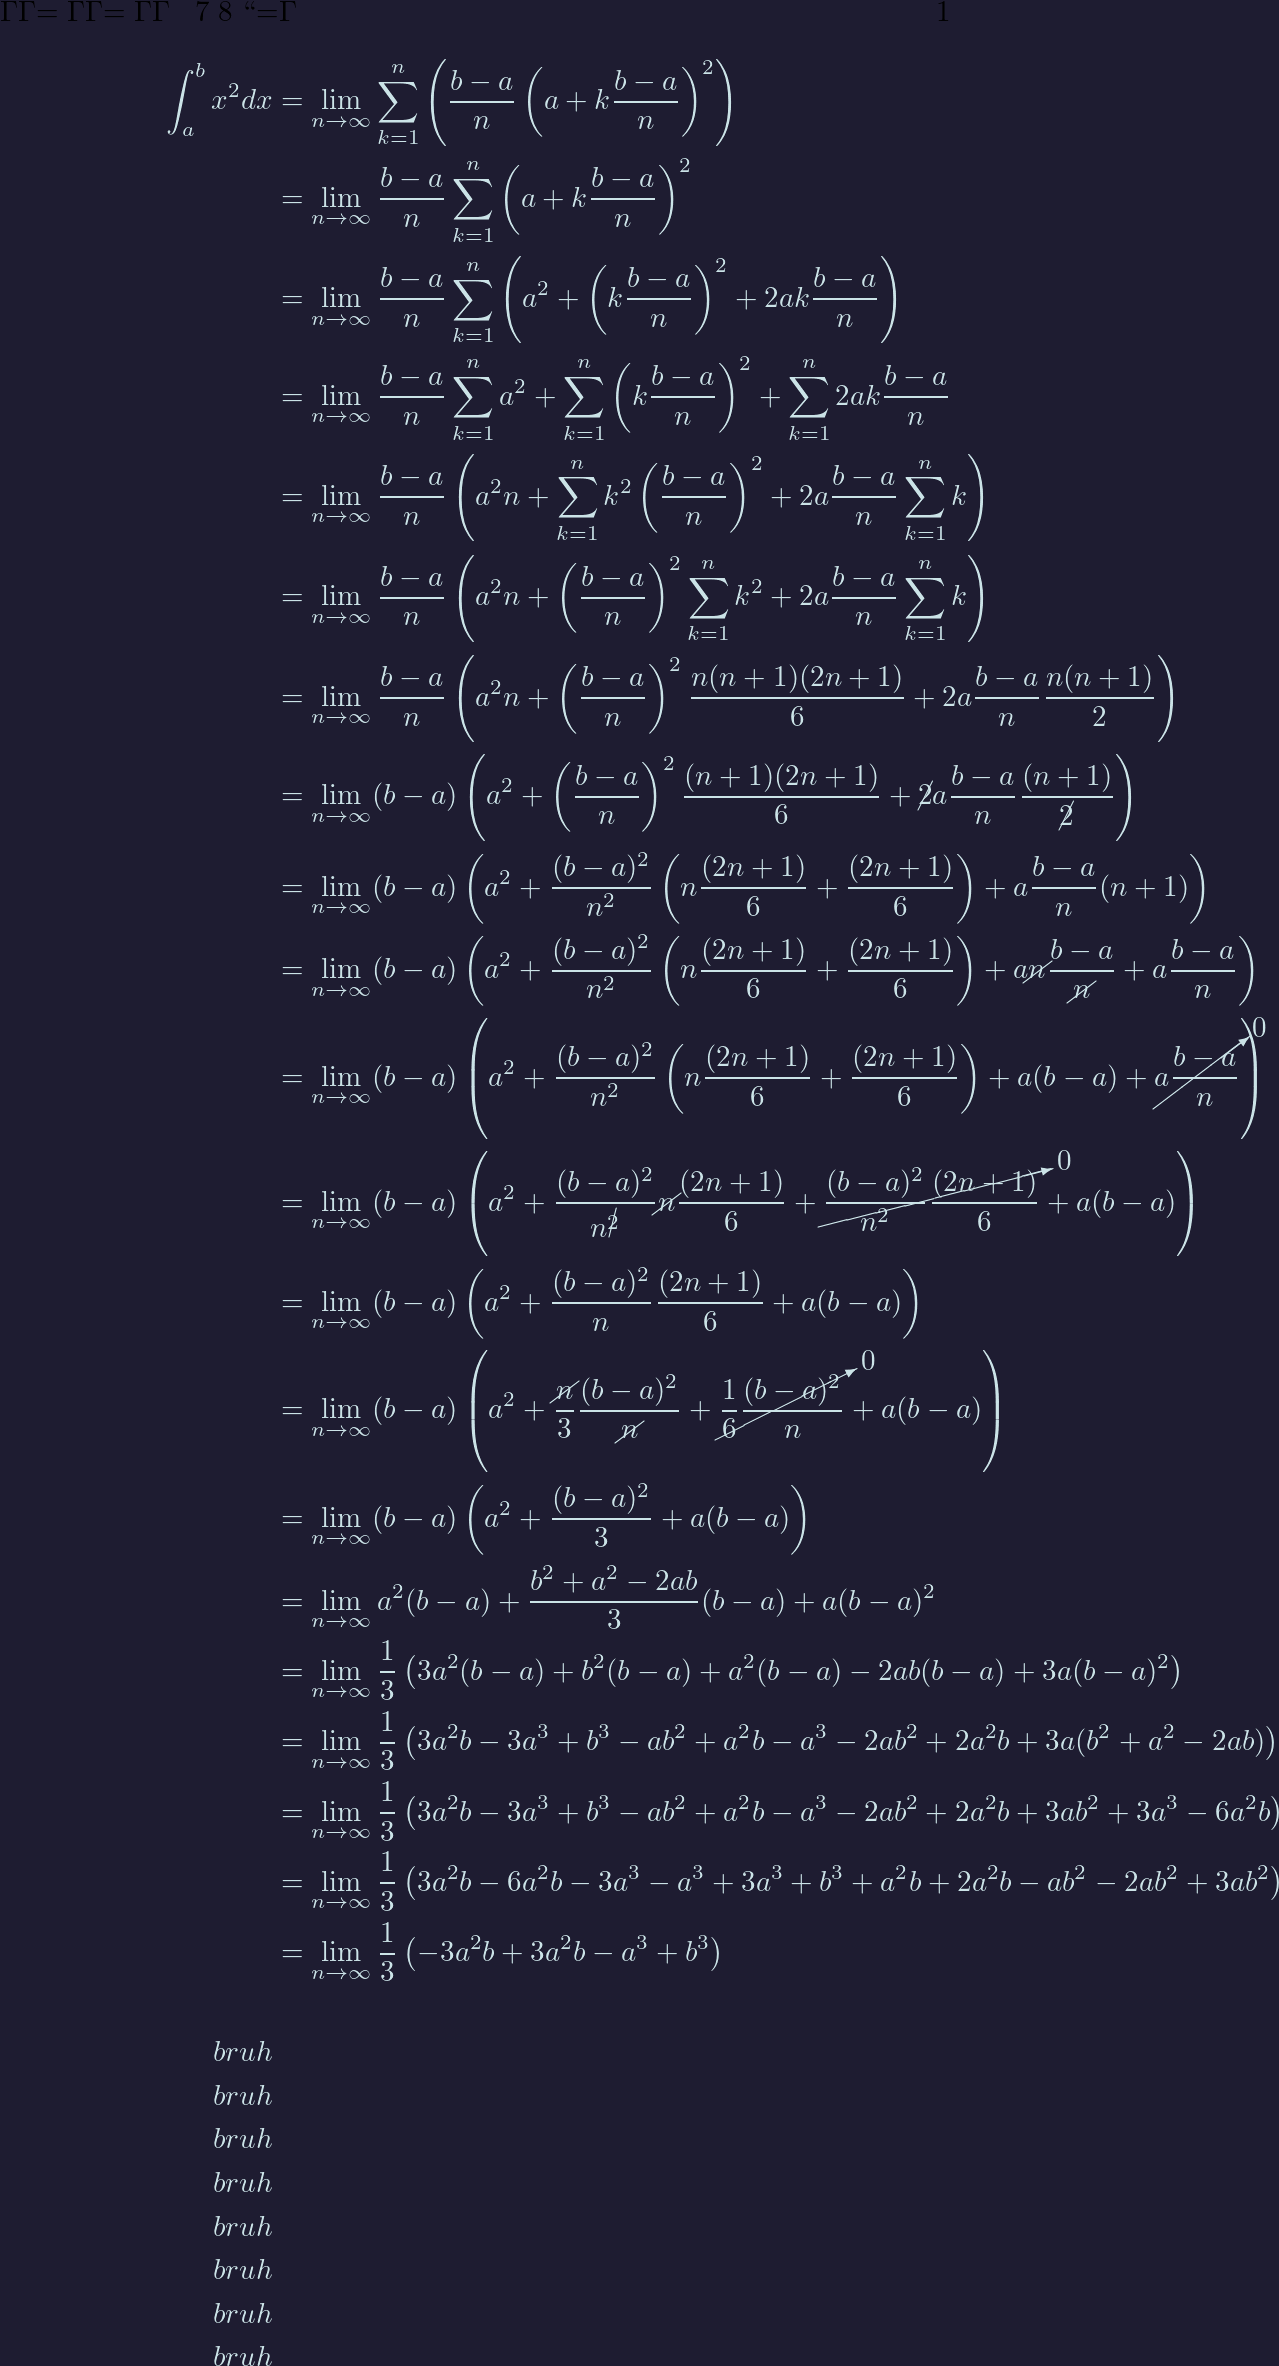 ΓΓ= ΓΓ= ΓΓ 7 8 “=Γ 1
\int_a^b x^2 dx = \lim_{n\to\infty} \sum_{k=1}^{n} \left( \frac{b-a}{n} \left( a + k\frac{b-a}{n} \right)^2 \right)
= \lim_{n\to\infty} \frac{b-a}{n} \sum_{k=1}^{n} \left( a + k\frac{b-a}{n} \right)^2
= \lim_{n\to\infty} \frac{b-a}{n} \sum_{k=1}^{n} \left( a^2 + \left( k\frac{b-a}{n} \right)^2 + 2ak\frac{b-a}{n} \right)
= \lim_{n\to\infty} \frac{b-a}{n} \sum_{k=1}^{n} a^2 + \sum_{k=1}^{n} \left( k\frac{b-a}{n} \right)^2 + \sum_{k=1}^{n} 2ak\frac{b-a}{n}
= \lim_{n\to\infty} \frac{b-a}{n} \left( a^2n + \sum_{k=1}^{n} k^2 \left( \frac{b-a}{n} \right)^2 + 2a\frac{b-a}{n} \sum_{k=1}^{n} k \right)
= \lim_{n\to\infty} \frac{b-a}{n} \left( a^2n + \left( \frac{b-a}{n} \right)^2 \sum_{k=1}^{n} k^2 + 2a\frac{b-a}{n} \sum_{k=1}^{n} k \right)
= \lim_{n\to\infty} \frac{b-a}{n} \left( a^2n + \left( \frac{b-a}{n} \right)^2 \frac{n(n+1)(2n+1)}{6} + 2a\frac{b-a}{n} \frac{n(n+1)}{2} \right)
= \lim_{n\to\infty} (b-a) \left( a^2 + \left( \frac{b-a}{n} \right)^2 \frac{(n+1)(2n+1)}{6} + \cancel{2}a\frac{b-a}{n} \frac{(n+1)}{\cancel{2}} \right)
= \lim_{n\to\infty} (b-a) \left( a^2 + \frac{(b-a)^2}{n^2} \left( n\frac{(2n+1)}{6} + \frac{(2n+1)}{6} \right) + a\frac{b-a}{n}(n+1) \right)
= \lim_{n\to\infty} (b-a) \left( a^2 + \frac{(b-a)^2}{n^2} \left( n\frac{(2n+1)}{6} + \frac{(2n+1)}{6} \right) + a\cancel{n}\frac{b-a}{\cancel{n}} + a\frac{b-a}{n} \right)
= \lim_{n\to\infty} (b-a) \left( a^2 + \frac{(b-a)^2}{n^2} \left( n\frac{(2n+1)}{6} + \frac{(2n+1)}{6} \right) + a(b-a) + \cancelto{0}{a\frac{b-a}{n}} \right)
= \lim_{n\to\infty} (b-a) \left( a^2 + \frac{(b-a)^2}{n^{\cancel{2}}} \cancel{n}\frac{(2n+1)}{6} + \cancelto{0}{\frac{(b-a)^2}{n^2} \frac{(2n+1)}{6}} + a(b-a) \right)
= \lim_{n\to\infty} (b-a) \left( a^2 + \frac{(b-a)^2}{n} \frac{(2n+1)}{6} + a(b-a) \right)
= \lim_{n\to\infty} (b-a) \left( a^2 + \frac{\cancel{n}}{3} \frac{(b-a)^2}{\cancel{n}} + \cancelto{0}{\frac{1}{6} \frac{(b-a)^2}{n}} + a(b-a) \right)
= \lim_{n\to\infty} (b-a) \left( a^2 + \frac{(b-a)^2}{3} + a(b-a) \right)
= \lim_{n\to\infty} a^2(b-a) + \frac{b^2+a^2-2ab}{3}(b-a) + a(b-a)^2
= \lim_{n\to\infty} \frac{1}{3} \left( 3a^2(b-a) + b^2(b-a) + a^2(b-a) - 2ab(b-a) + 3a(b-a)^2 \right)
= \lim_{n\to\infty} \frac{1}{3} \left( 3a^2b - 3a^3 + b^3 - ab^2 + a^2b - a^3 - 2ab^2 + 2a^2b + 3a(b^2 + a^2 - 2ab) \right)
= \lim_{n\to\infty} \frac{1}{3} \left( 3a^2b - 3a^3 + b^3 - ab^2 + a^2b - a^3 - 2ab^2 + 2a^2b + 3ab^2 + 3a^3 - 6a^2b \right)
= \lim_{n\to\infty} \frac{1}{3} \left( 3a^2b - 6a^2b - 3a^3 - a^3 + 3a^3 + b^3 + a^2b + 2a^2b - ab^2 - 2ab^2 + 3ab^2 \right)
= \lim_{n\to\infty} \frac{1}{3} \left( -3a^2b + 3a^2b - a^3 + b^3 \right)
bruh
bruh
bruh
bruh
bruh
bruh
bruh
bruh